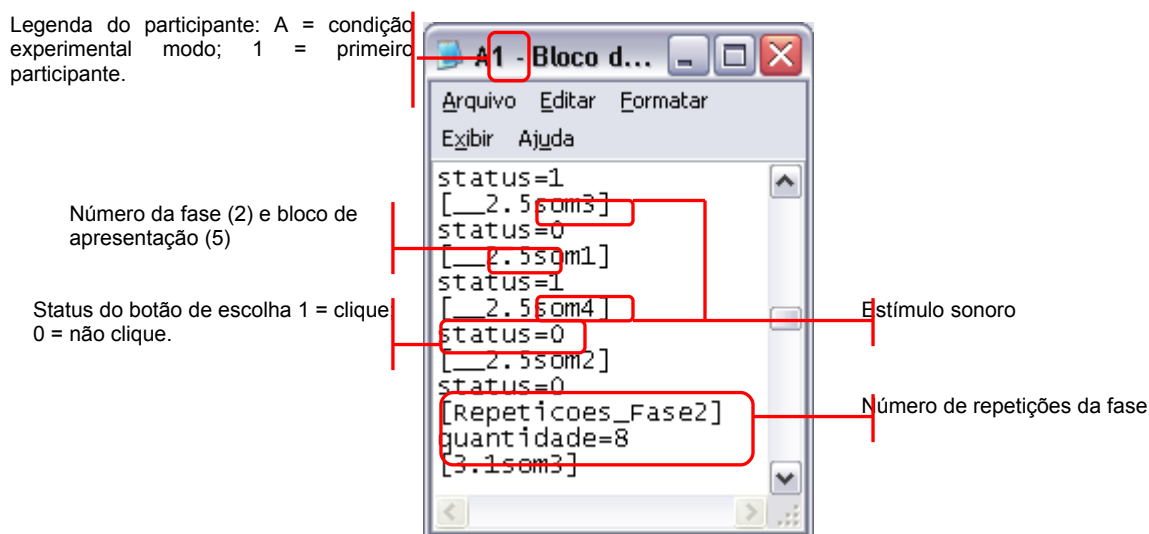 Legenda do participante: A = condição
experimental modo; 1 = primeiro
participante.
A1 - Bloco d...
Arquivo Editar Formatar
Exibir Ajuda
status=1
[__2.5som3]
status=0
[__2.5som1]
status=1
[__2.5som4]
status=0
[__2.5som2]
status=0
[Repeticoes_Fase2]
quantidade=8
[3.1som3]
Número da fase (2) e bloco de
apresentação (5)
Status do botão de escolha 1 = clique
0 = não clique.
Estímulo sonoro
Número de repetições da fase